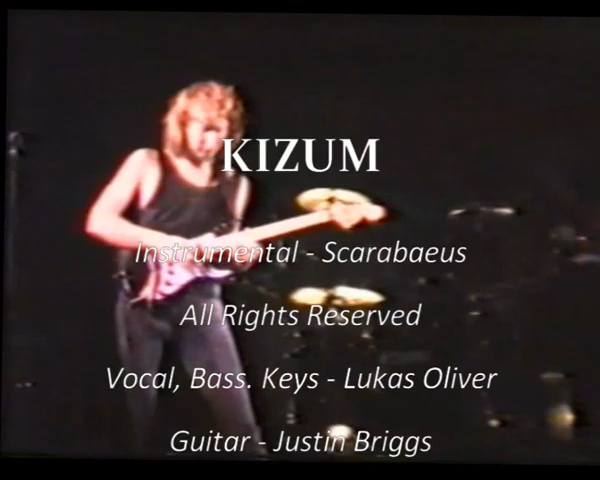 KIZUM
Instrumental - Scarabaeus
All Rights Reserved
Vocal, Bass. Keys - Lukas Oliver
Guitar - Justin Briggs